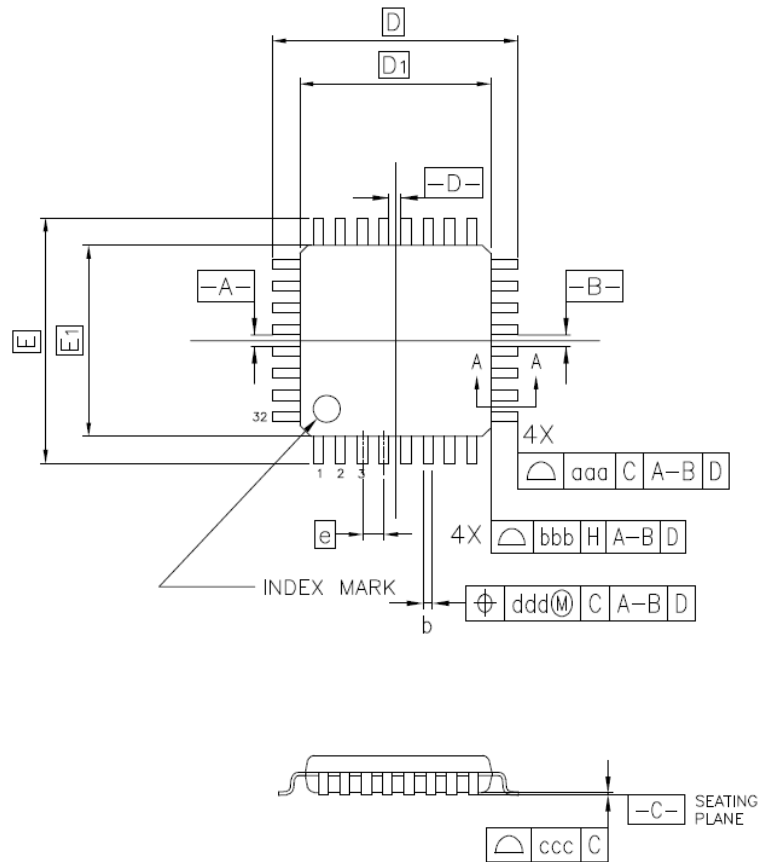 D
D1
-D-
-A-
-B-
E
E1
A A
32
4X
aaa C A-B D
1 2 3
e
4X
bbb H A-B D
INDEX MARK
ddd Ⓜ C A-B D
b
-C-
SEATING
PLANE
ccc C